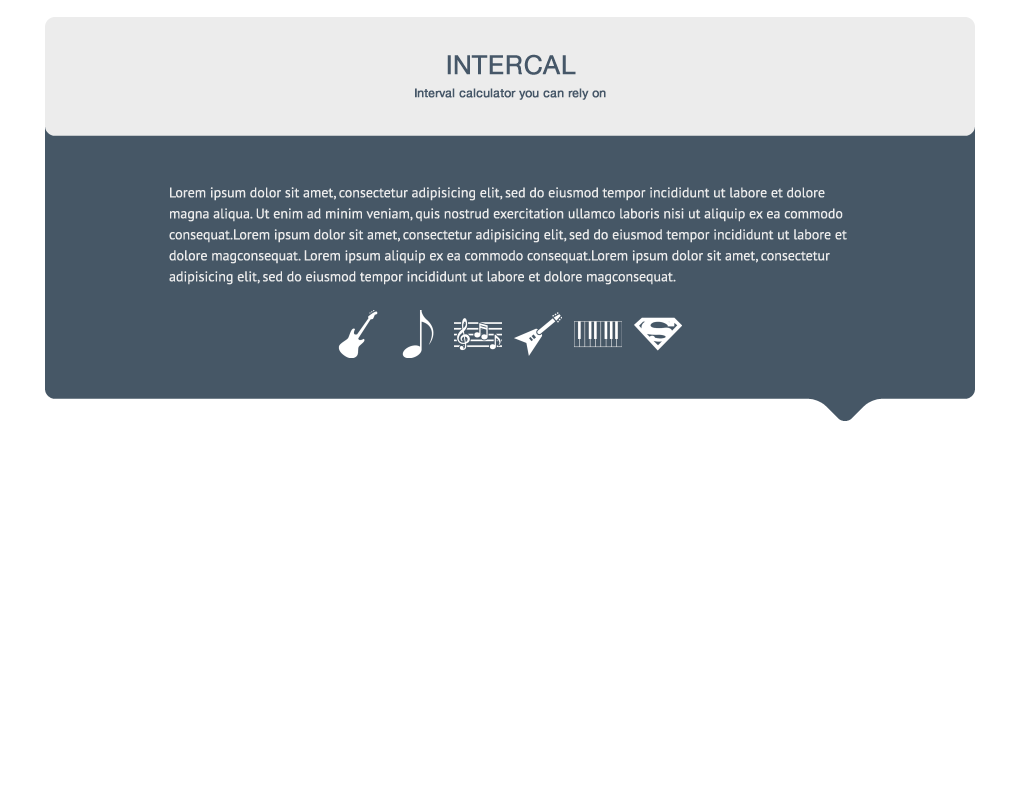 INTERCAL
Interval calculator you can rely on
Lorem ipsum dolor sit amet, consectetur adipisicing elit, sed do eiusmod tempor incididunt ut labore et dolore
magna aliqua. Ut enim ad minim veniam, quis nostrud exercitation ullamco laboris nisi ut aliquip ex ea commodo
consequat.Lorem ipsum dolor sit amet, consectetur adipisicing elit, sed do eiusmod tempor incididunt ut labore et
dolore magconsequat. Lorem ipsum aliquip ex ea commodo consequat.Lorem ipsum dolor sit amet, consectetur
adipisicing elit, sed do eiusmod tempor incididunt ut labore et dolore magconsequat.